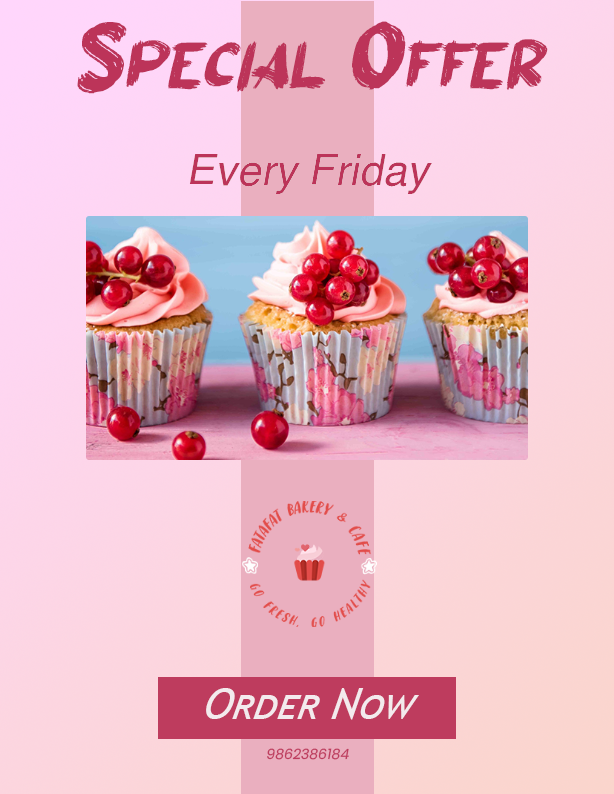 Special Offer
Every Friday
FATAFAT BAKERY & CAFE
GO FRESH. GO HEALTHY
Order Now
9862386184